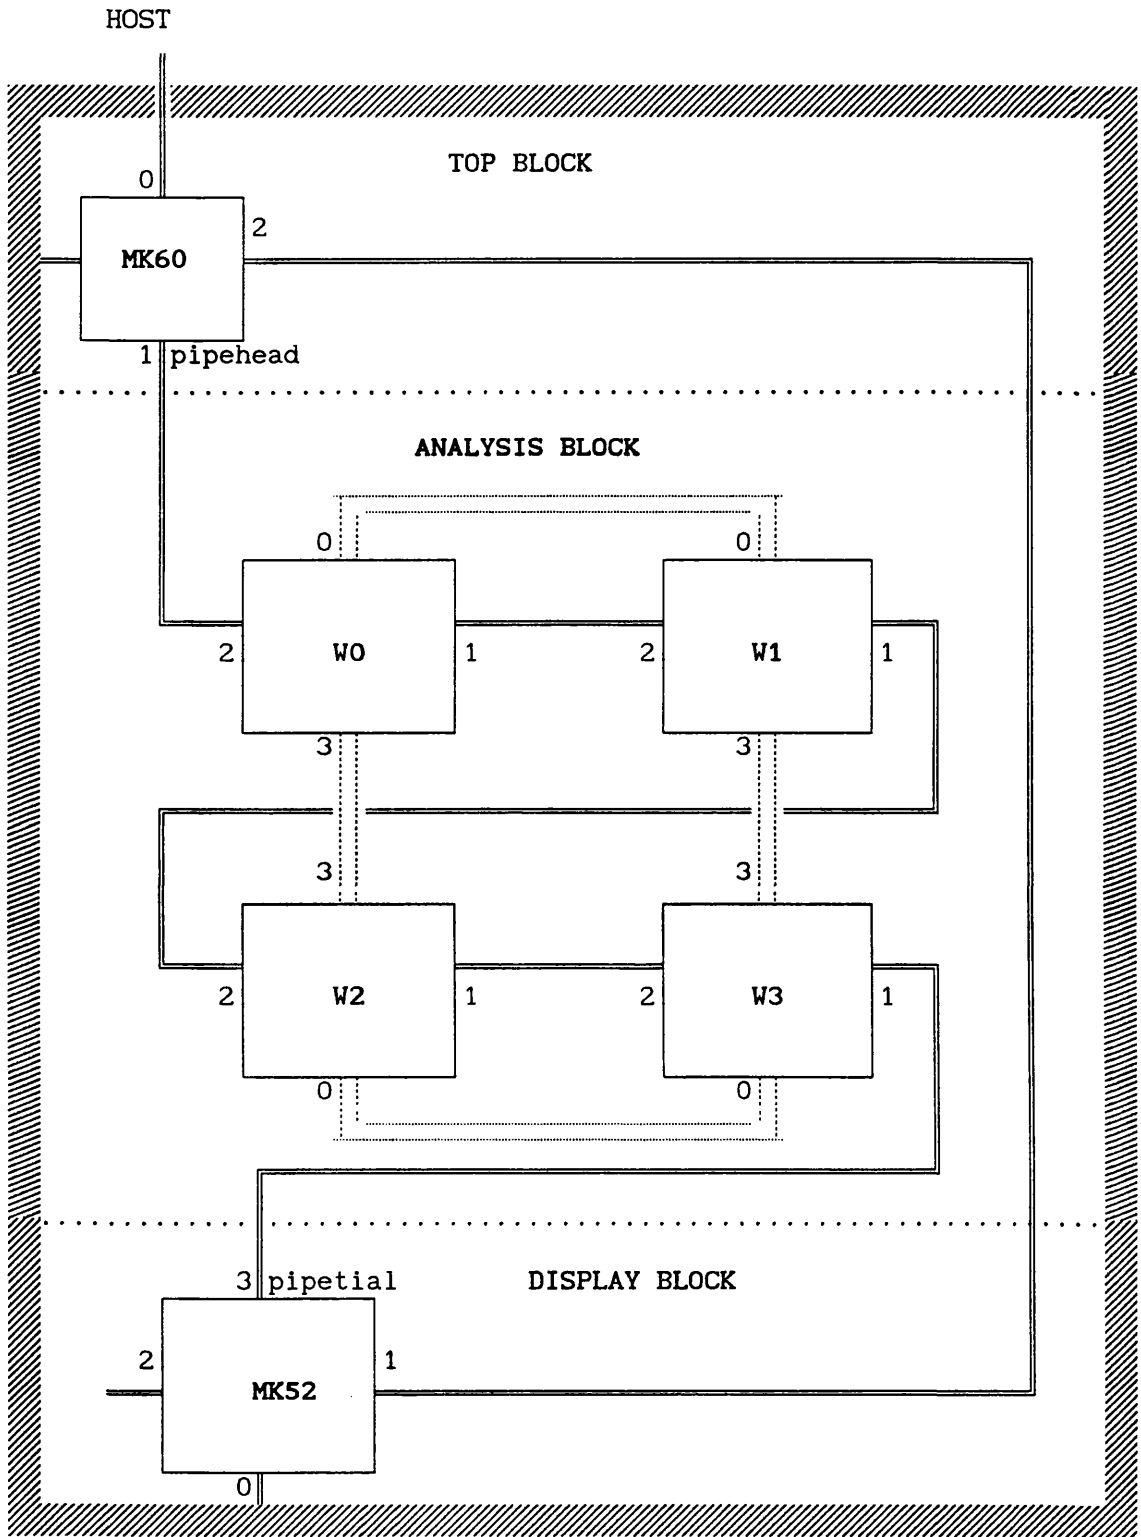 HOST
TOP BLOCK
0
2
MK60
1 pipehead
ANALYSIS BLOCK
0 0
2 W0 1 2 W1 1
3 3
3 3
2 W2 1 2 W3 1
0 0
3 pipetial DISPLAY BLOCK
2 1
MK52
0